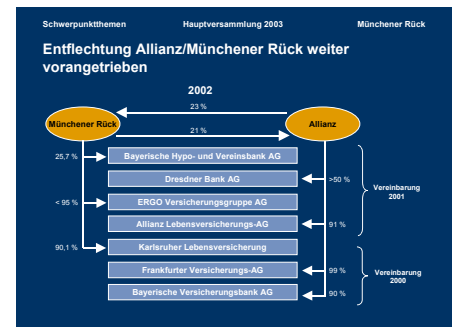 Schwerpunktthemen Hauptversammlung 2003 Münchener Rück
Entflechtung Allianz/Münchener Rück weiter
vorangetrieben
2002
23 %
Münchener Rück Allianz
21 %
25,7 % Bayerische Hypo- und Vereinsbank AG
Dresdner Bank AG >50 %
Vereinbarung
2001
< 95 % ERGO Versicherungsgruppe AG
Allianz Lebensversicherungs-AG 91 %
90,1 % Karlsruher Lebensversicherung
Frankfurter Versicherungs-AG 99 %
Vereinbarung
2000
Bayerische Versicherungsbank AG 90 %